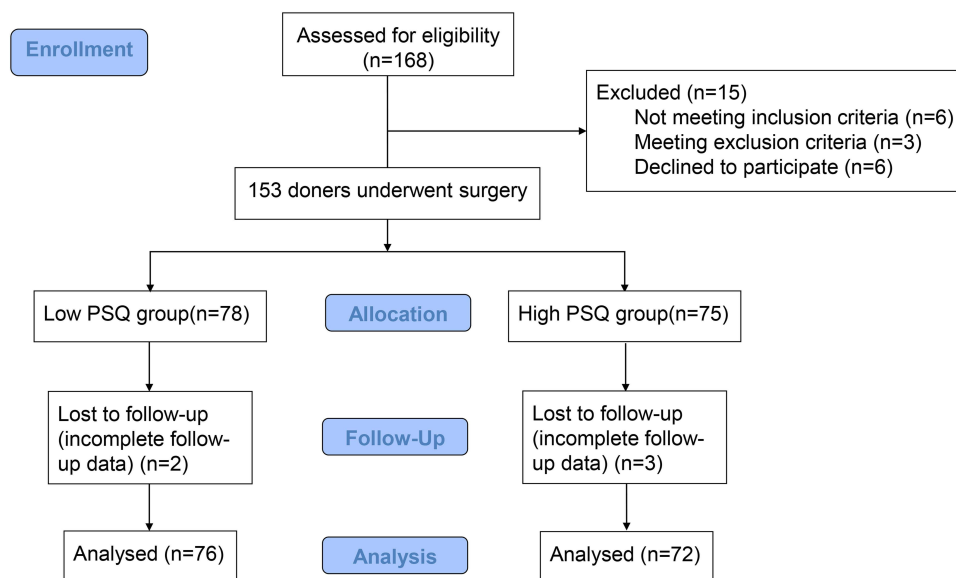 Enrollment
Assessed for eligibility
(n=168)
Excluded (n=15)
Not meeting inclusion criteria (n=6)
Meeting exclusion criteria (n=3)
Declined to participate (n=6)
153 doners underwent surgery
Low PSQ group(n=78)
Allocation
High PSQ group(n=75)
Lost to follow-up
(incomplete follow-
up data) (n=2)
Follow-Up
Lost to follow-up
(incomplete follow-
up data) (n=3)
Analysed (n=76)
Analysis
Analysed (n=72)